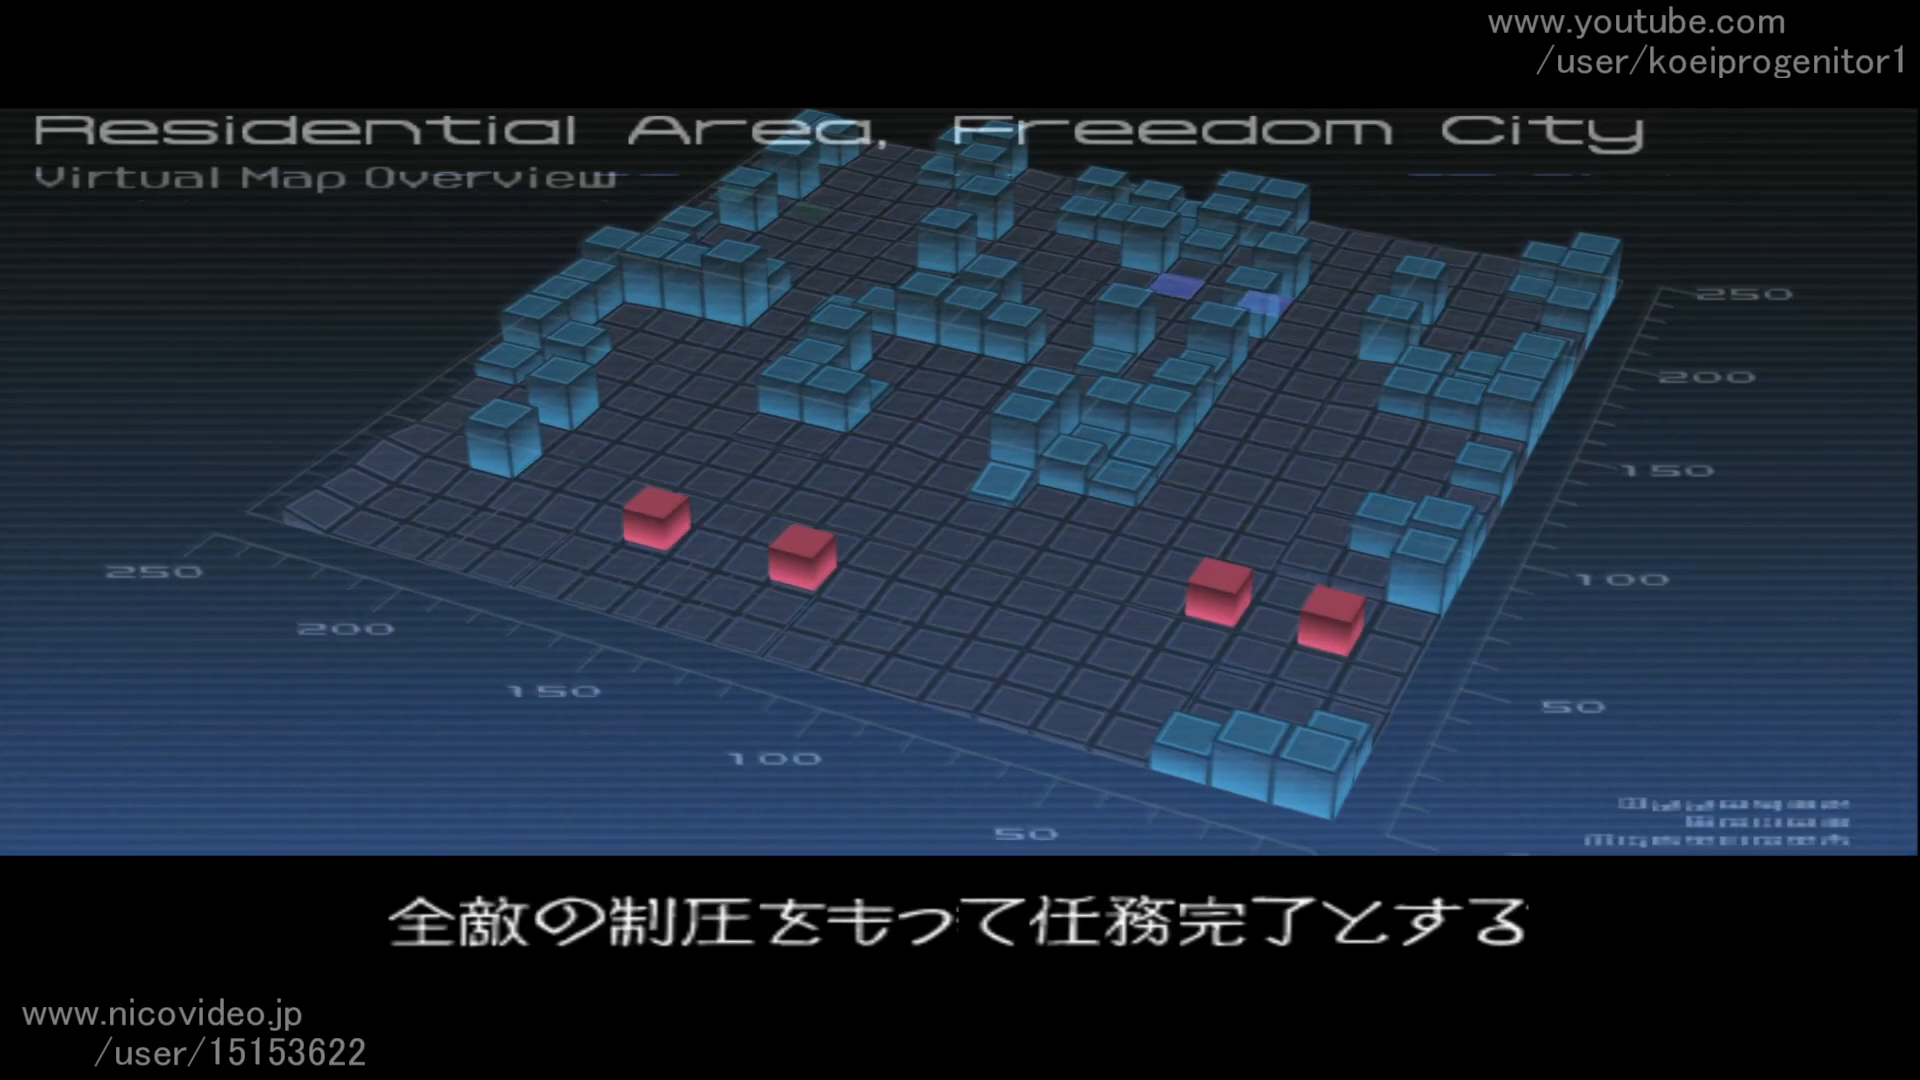 www.youtube.com
/user/koeiprogenitor1
Residential Area, Freedom City
Virtual Map Overview
250
200
150
100
50
250
200
150
100
50
全敵の制圧をもって任務完了とする
www.nicovideo.jp
/user/15153622